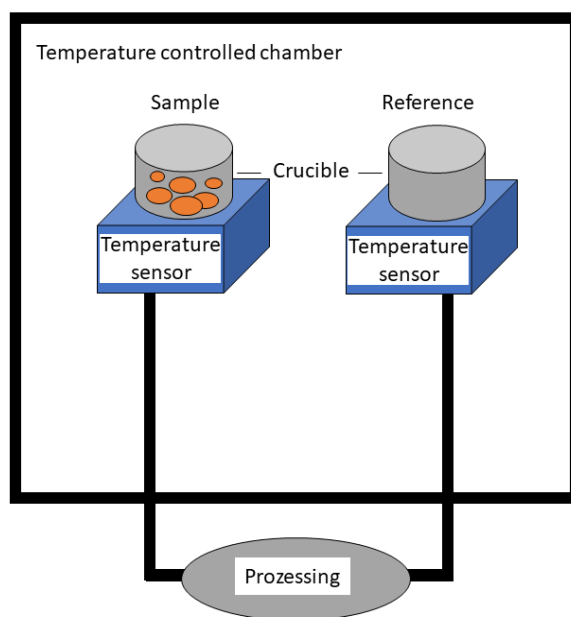 Temperature controlled chamber
Sample
Reference
Crucible
Temperature
sensor
Temperature
sensor
Prozessing